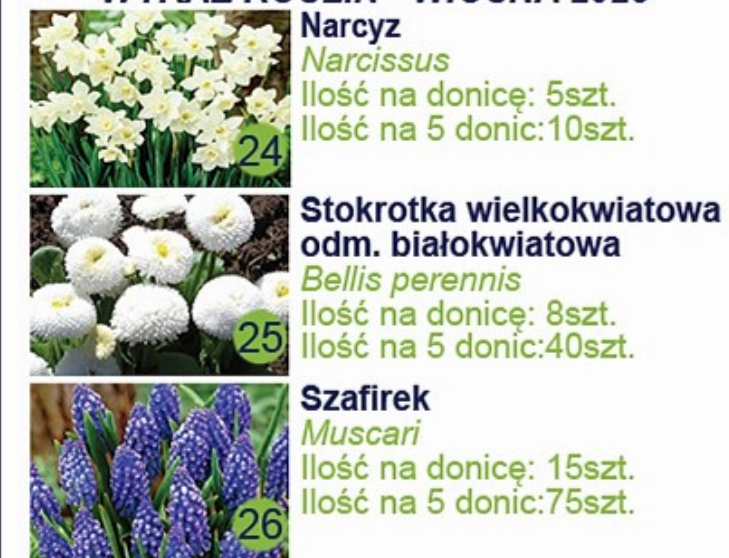 Narcyz
Narcissus
Ilość na donicę: 5szt.
Ilość na 5 donic:10szt.
24
Stokrotka wielkokwiatowa
odm. białokwiatowa
Bellis perennis
Ilość na donicę: 8szt.
Ilość na 5 donic:40szt.
25
Szafirek
Muscari
Ilość na donicę: 15szt.
Ilość na 5 donic:75szt.
26